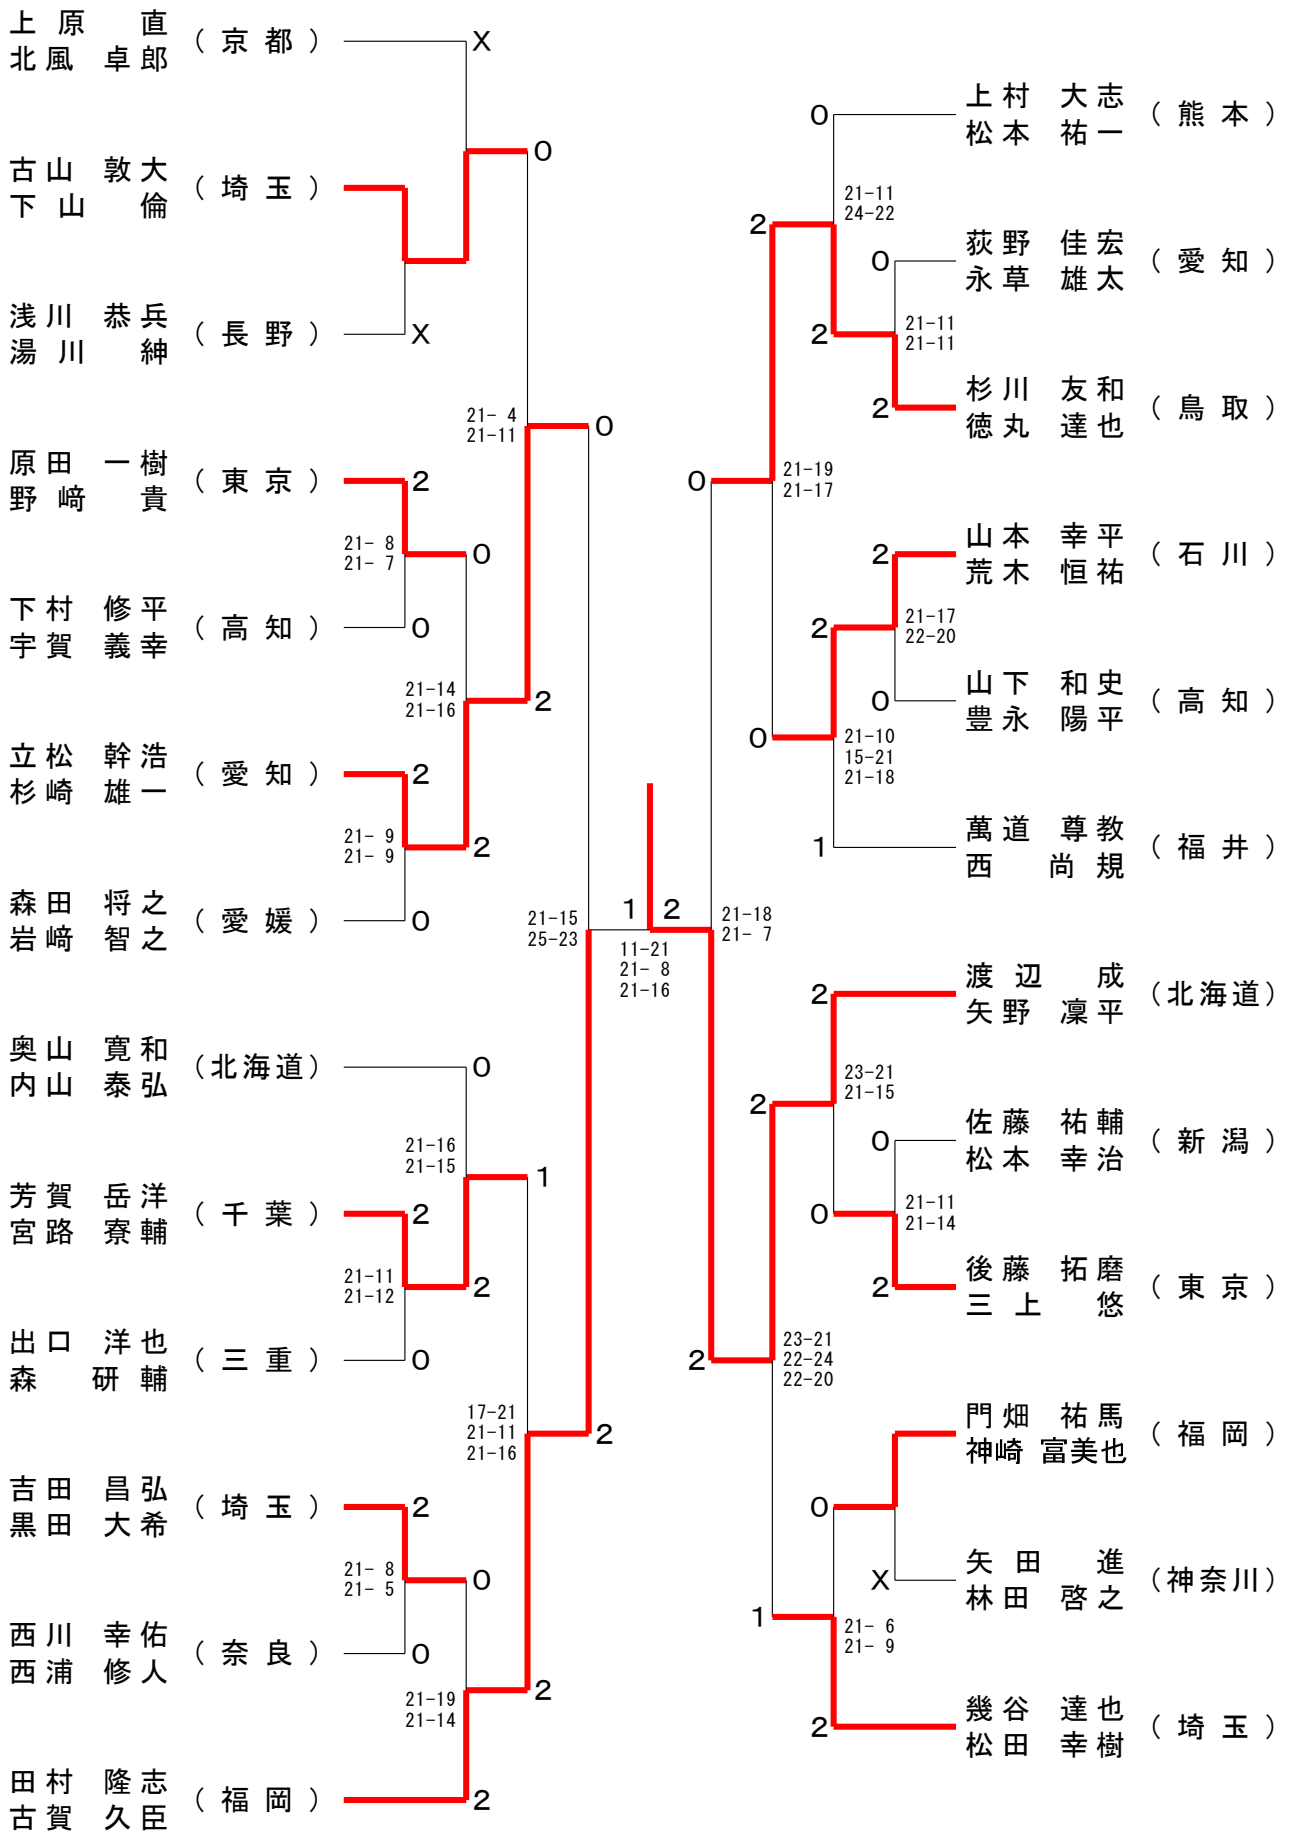 上原 直
北風 卓郎
(京都)
X
0
古山 敦大
下山 倫
(埼玉)
浅川 恭兵
湯川 紳
(長野)
X
21- 4
21-11
0
原田 一樹
野﨑 貴
(東京)
2
21- 8
21- 7
0
下村 修平
宇賀 義幸
(高知)
0
21-14
21-16
2
立松 幹浩
杉崎 雄一
(愛知)
2
21- 9
21- 9
2
森田 将之
岩﨑 智之
(愛媛)
0
21-15
25-23
奥山 寛和
内山 泰弘
(北海道)
0
21-16
21-15
1
芳賀 岳洋
宮路 寮輔
(千葉)
2
21-11
21-12
2
出口 洋也
森 研輔
(三重)
0
17-21
21-11
21-16
2
吉田 昌弘
黒田 大希
(埼玉)
2
21- 8
21- 5
0
西川 幸佑
西浦 修人
(奈良)
0
21-19
21-14
2
田村 隆志
古賀 久臣
(福岡)
2
1 2
11-21
21- 8
21-16
0
上村 大志
松本 祐一
(熊本)
21-11
24-22
2
0
荻野 佳宏
永草 雄太
(愛知)
2
21-11
21-11
2
杉川 友和
徳丸 達也
(鳥取)
0
21-19
21-17
2
山本 幸平
荒木 恒祐
(石川)
2
21-17
22-20
0
山下 和史
豊永 陽平
(高知)
0
21-10
15-21
21-18
1
萬道 尊教
西 尚規
(福井)
21-18
21- 7
2
渡辺 成
矢野 凜平
(北海道)
2
23-21
21-15
0
佐藤 祐輔
松本 幸治
(新潟)
0
21-11
21-14
2
後藤 拓磨
三上 悠
(東京)
2
23-21
22-24
22-20
門畑 祐馬
神崎 富美也
(福岡)
0
X
矢田 進
林田 啓之
(神奈川)
1
21- 6
21- 9
2
幾谷 達也
松田 幸樹
(埼玉)